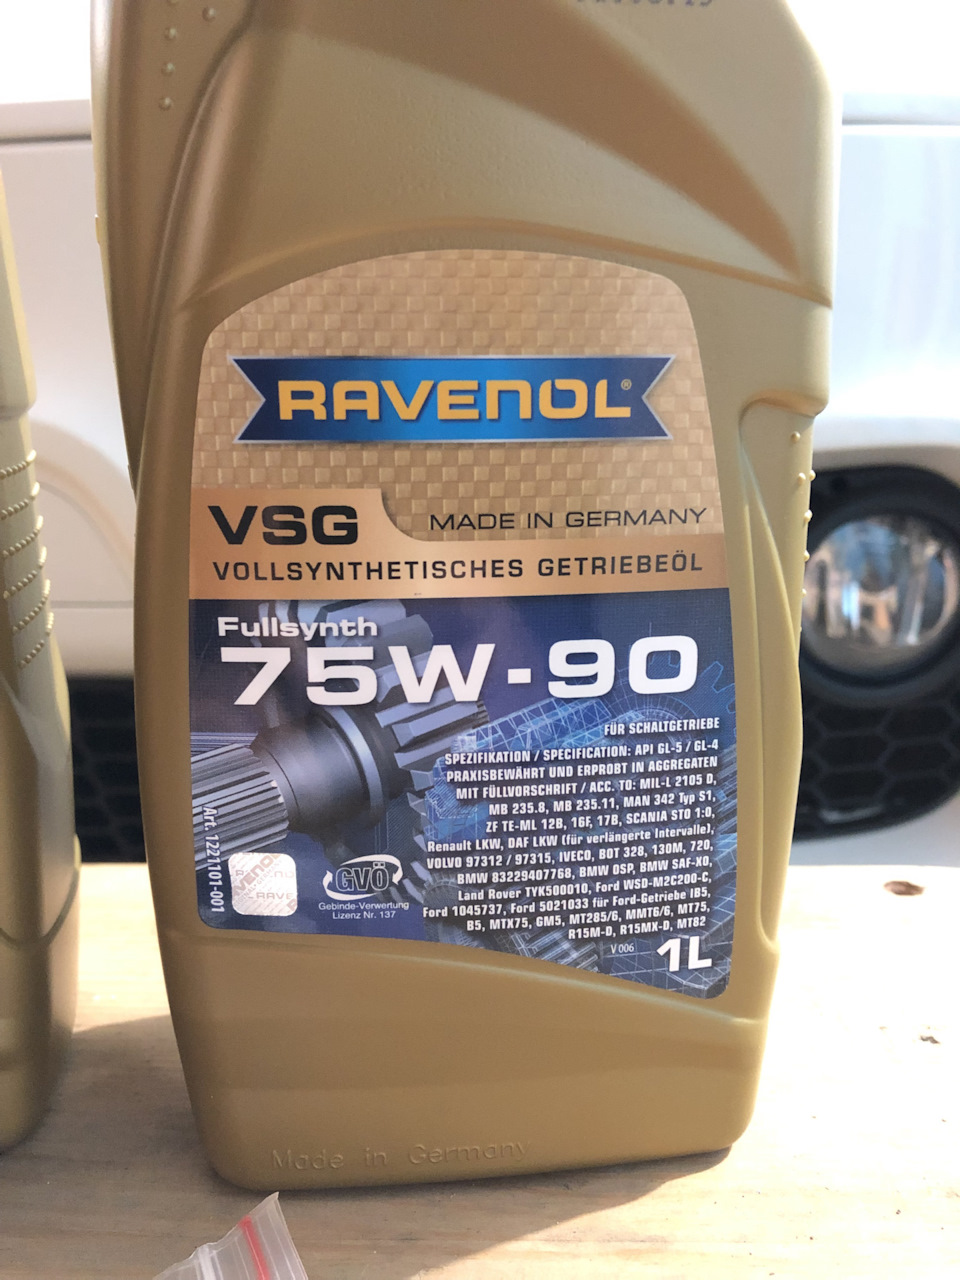 RAVENOL®
VSG
MADE IN GERMANY
VOLLSYNTHETISCHES GETRIEBEÖL
Fullsynth
75W-90
FÜR SCHALTGETRIEBE
SPEZIFIKATION / SPECIFICATION: API GL-5 / GL-4
PRAXISBEWÄHRT UND ERPROBT IN AGGREGATEN
MIT FÜLLVORSCHRIFT / ACC. TO: MIL-L 2105 D,
MB 235.8, MB 235.11, MAN 342 Typ S1,
ZF TE-ML 12B, 16F, 17B, SCANIA STO 1:0,
Renault LKW, DAF LKW (für verlängerte Intervalle),
VOLVO 97312 / 97315, IVECO, BOT 328, 130M, 720,
BMW 83229407768, BMW OSP, BMW SAF-XO,
Land Rover TYK500010, Ford WSD-M2C200-C,
Ford 1045737, Ford 5021033 für Ford-Getriebe IB5,
B5, MTX75, GM5, MT285/6, MMT6/6, MT75,
R15M-D, R15MX-D, MT82
V 006
1L
Art. 1221101-001
GVÖ
Gebinde-Verwertung
Lizenz Nr. 137
Made in Germany